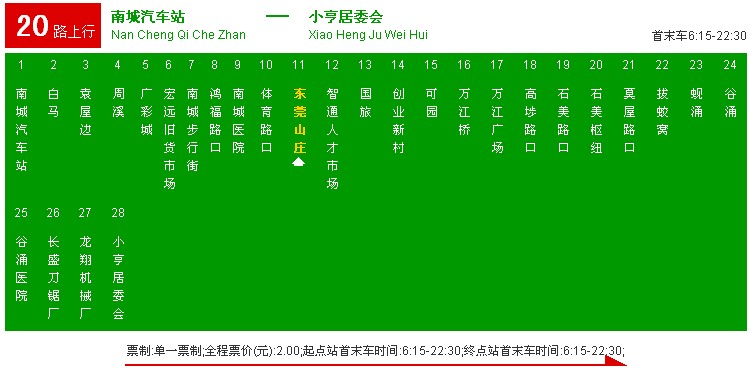 20路上行
南城汽车站 — 小亨居委会
Nan Cheng Qi Che Zhan Xiao Heng Ju Wei Hui
首末车6:15-22:30
1 南城汽车站
2 白马
3 袁屋边
4 周溪
5 广彩城
6 宏远旧货市场
7 南城步行街
8 鸿福路口
9 南城医院
10 体育路口
11 东莞山庄
12 智通人才市场
13 国旅
14 创业新村
15 可园
16 万江桥
17 万江广场
18 高埗路口
19 石美路口
20 石美枢纽
21 莫屋路口
22 拔蛟窝
23 蚬涌
24 谷涌
25 谷涌医院
26 长盛刀锯厂
27 龙翔机械厂
28 小亨居委会
票制:单一票制;全程票价(元):2.00;起点站首末车时间:6:15-22:30;终点站首末车时间:6:15-22:30;